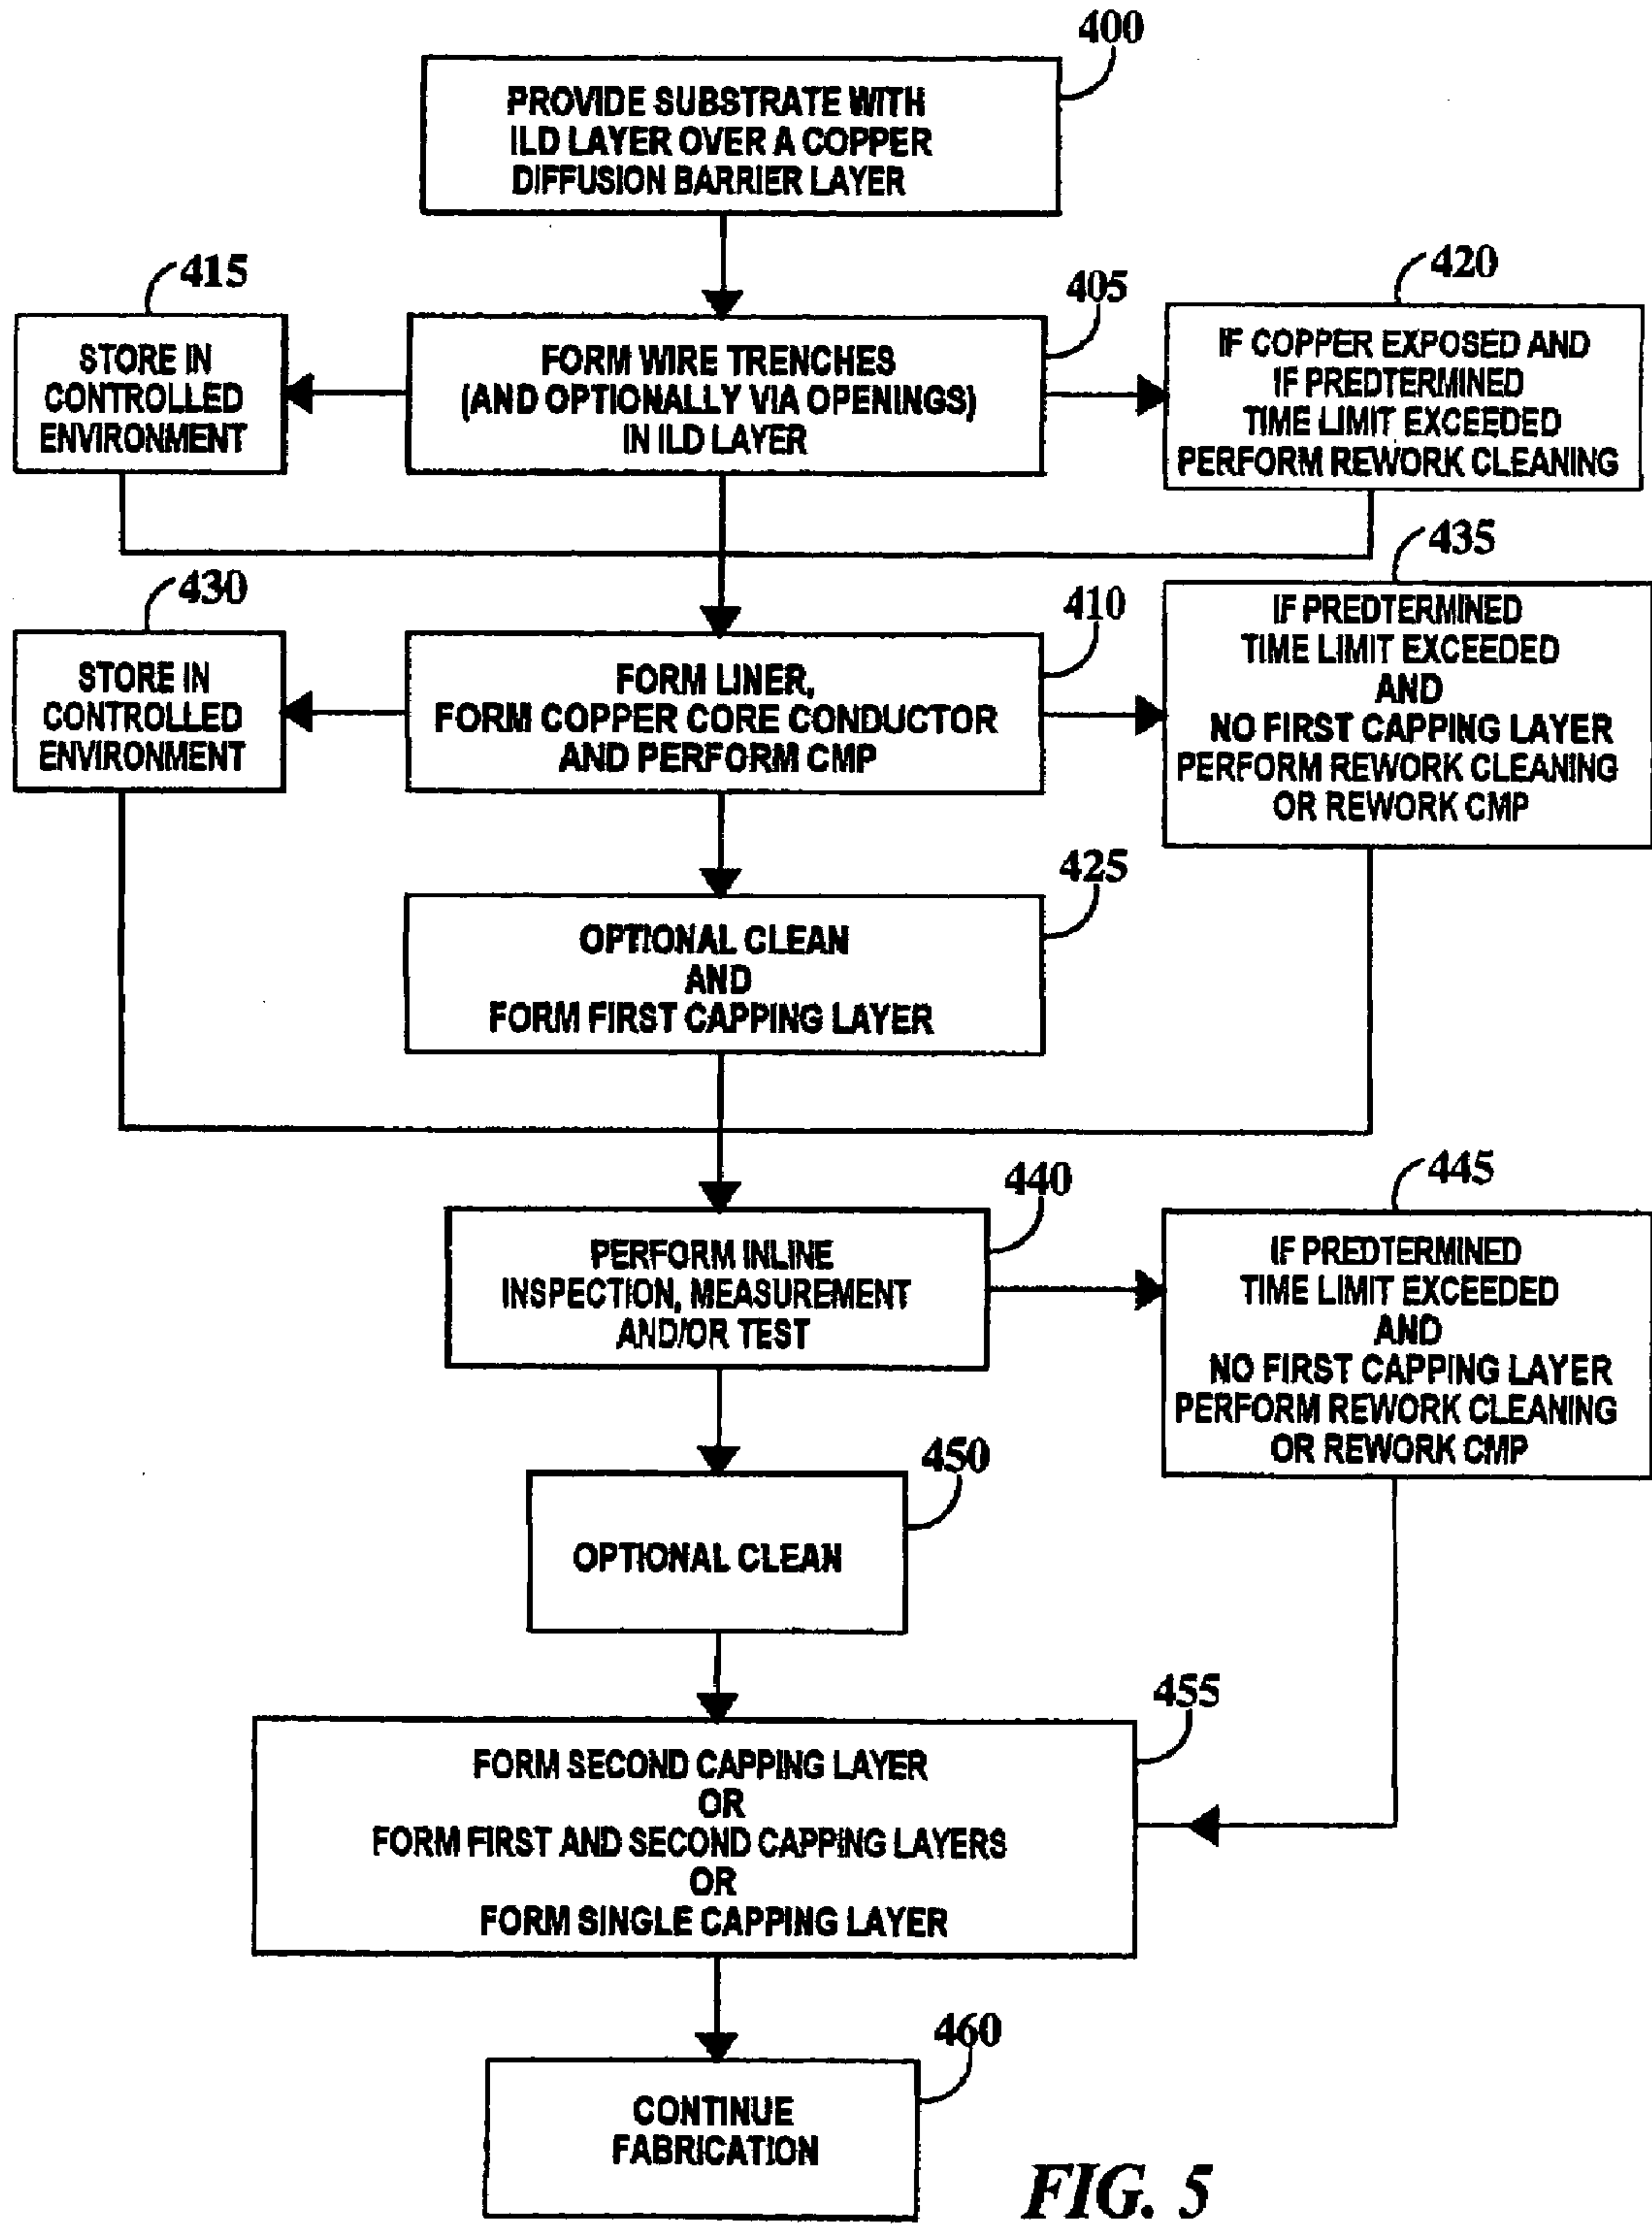 400
PROVIDE SUBSTRATE WITH
ILD LAYER OVER A COPPER
DIFFUSION BARRIER LAYER
415
STORE IN
CONTROLLED
ENVIRONMENT
405
FORM WIRE TRENCHES
(AND OPTIONALLY VIA OPENINGS)
IN ILD LAYER
420
IF COPPER EXPOSED AND
IF PREDTERMINED
TIME LIMIT EXCEEDED
PERFORM REWORK CLEANING
430
STORE IN
CONTROLLED
ENVIRONMENT
410
FORM LINER,
FORM COPPER CORE CONDUCTOR
AND PERFORM CMP
435
IF PREDTERMINED
TIME LIMIT EXCEEDED
AND
NO FIRST CAPPING LAYER
PERFORM REWORK CLEANING
OR REWORK CMP
425
OPTIONAL CLEAN
AND
FORM FIRST CAPPING LAYER
440
PERFORM INLINE
INSPECTION, MEASUREMENT
AND/OR TEST
445
IF PREDTERMINED
TIME LIMIT EXCEEDED
AND
NO FIRST CAPPING LAYER
PERFORM REWORK CLEANING
OR REWORK CMP
450
OPTIONAL CLEAN
455
FORM SECOND CAPPING LAYER
OR
FORM FIRST AND SECOND CAPPING LAYERS
OR
FORM SINGLE CAPPING LAYER
460
CONTINUE
FABRICATION
FIG. 5